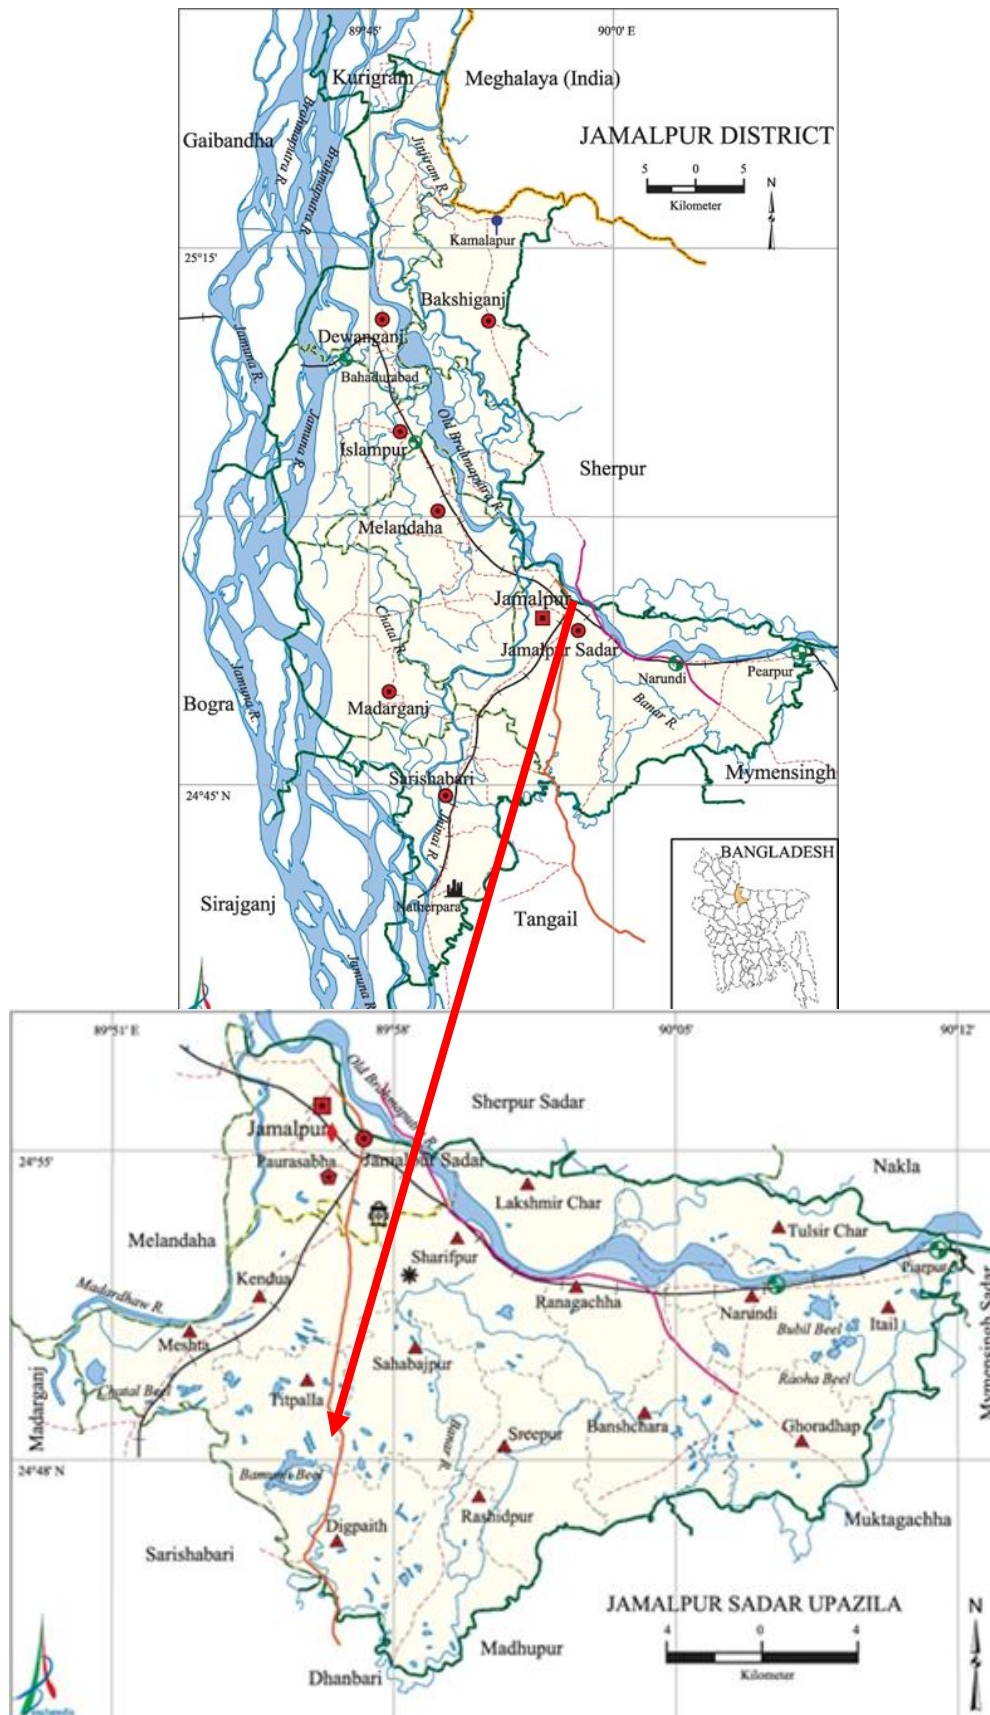 89°45'
90°0' E
Kurigram
Meghalaya (India)
Gaibandha
Brahmaputra R.
Brahmaputra R.
Jinjiram R.
JAMALPUR DISTRICT
5 0 5
Kilometer
N
Kamalapur
25°15'
Bakshiganj
Dewanganj
Bahadurabad
Jamuna R.
Jamuna R.
Islampur
Old Brahmaputra R.
Sherpur
Melandaha
Jamalpur
Jamalpur Sadar
Chatal R.
Narundi
Pearpur
Banar R.
Bogra
Jamuna R.
Madarganj
Mymensingh
Sarishabari
24°45' N
Jhinai R.
BANGLADESH
Sirajganj
Natherpara
Tangail
Jamuna R.
89°51' E
89°58'
90°05'
90°12'
Old Brahmaputra R.
Sherpur Sadar
Jamalpur
24°55'
Paurasabha
Jamalpur Sadar
Nakla
Lakshmir Char
Melandaha
Tulsir Char
Sharifpur
Piarpur
Kendua
Madardhaw R.
Ranagachha
Narundi
Itail
Bubil Beel
Meshta
Sahabajpur
Mymensingh Sadar
Chatal Beel
Titpalla
Raoha Beel
Madarganj
Banshchara
Ghoradhap
Sreepur
Banar R.
24°48' N
Bamunji Beel
Rashidpur
Muktagachha
Digpaith
Sarishabari
JAMALPUR SADAR UPAZILA
N
4 0 4
Kilometer
Madhupur
Dhanbari